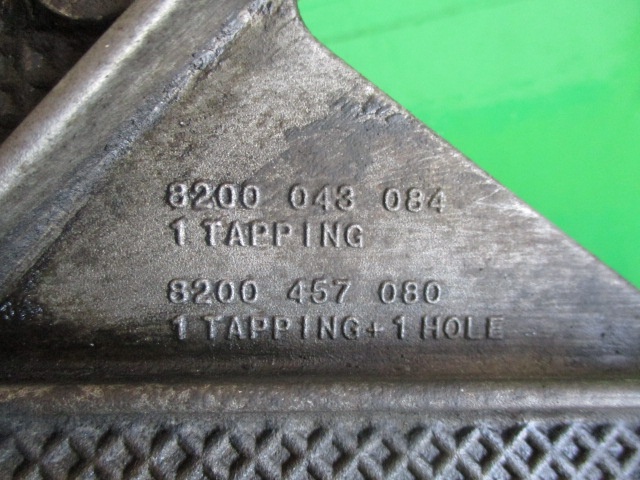 8200 043 084
1 TAPPING
8200 457 080
1 TAPPING+1 HOLE